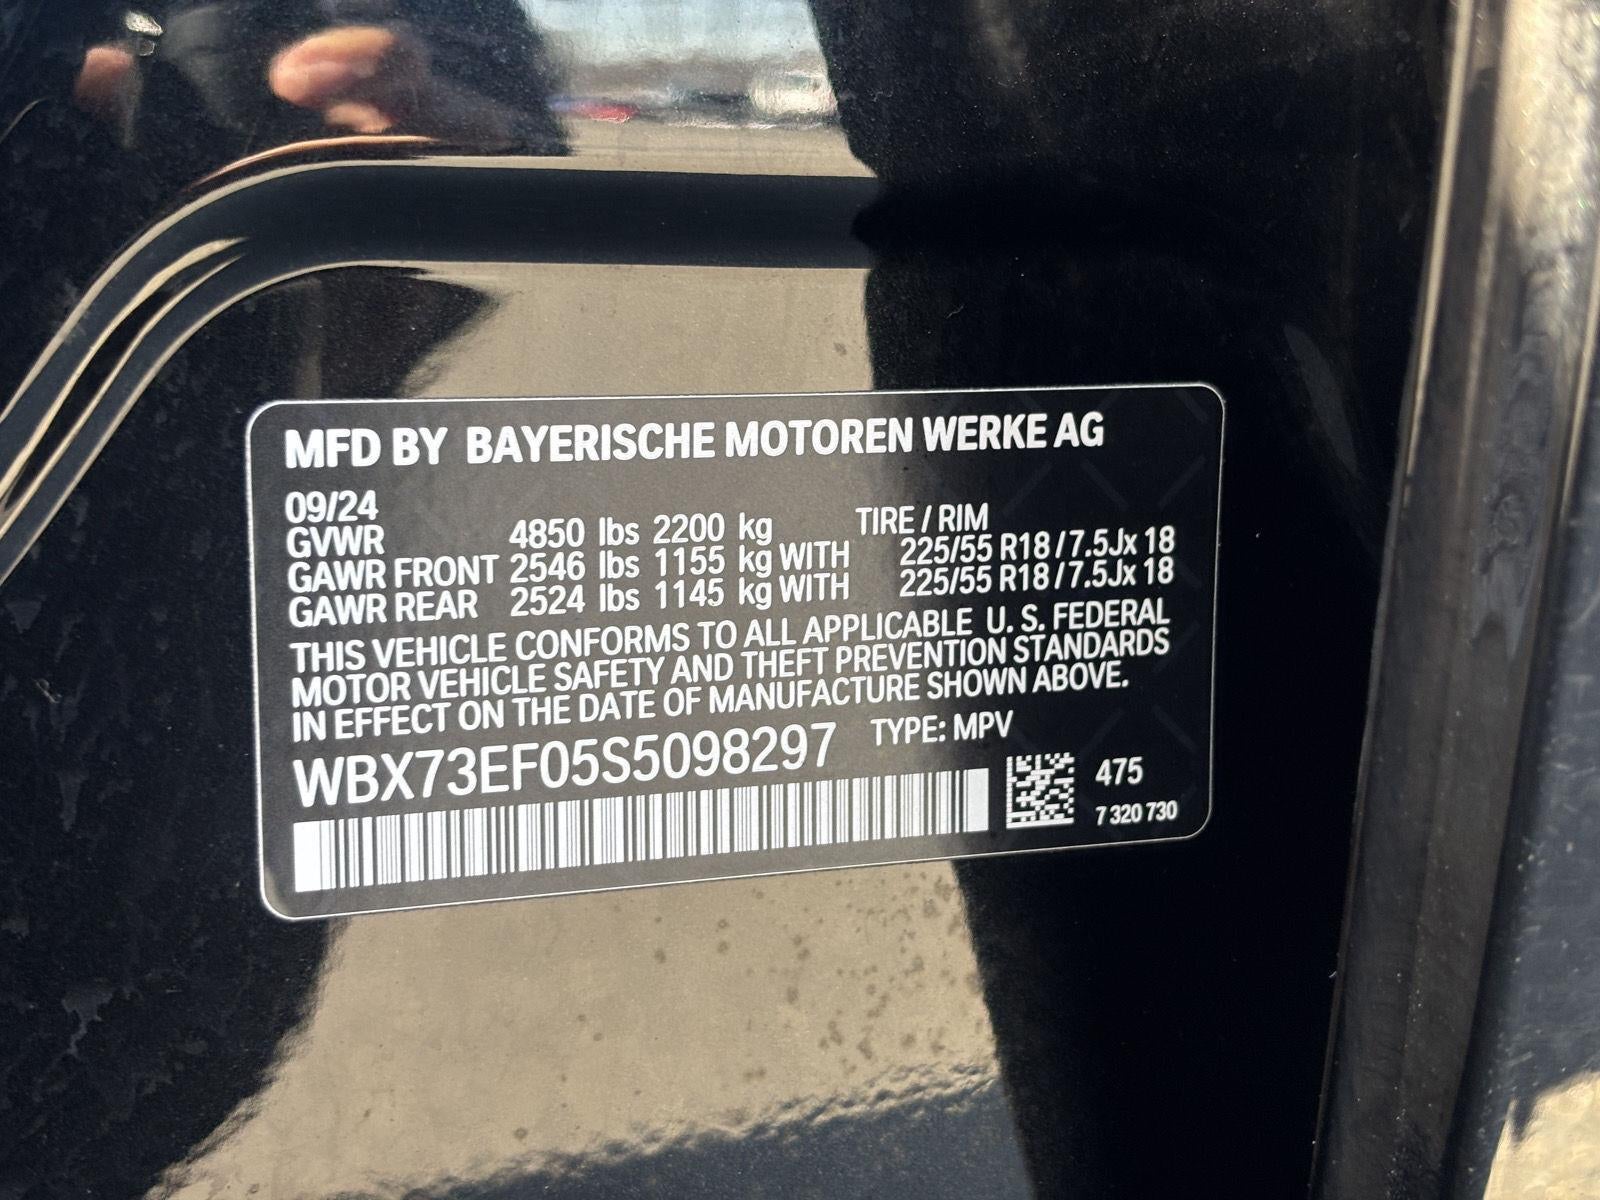 MFD BY BAYERISCHE MOTOREN WERKE AG
09/24
GVWR 4850 lbs 2200 kg TIRE / RIM
GAWR FRONT 2546 lbs 1155 kg WITH 225/55 R18 / 7.5Jx 18
GAWR REAR 2524 lbs 1145 kg WITH 225/55 R18 / 7.5Jx 18
THIS VEHICLE CONFORMS TO ALL APPLICABLE U. S. FEDERAL
MOTOR VEHICLE SAFETY AND THEFT PREVENTION STANDARDS
IN EFFECT ON THE DATE OF MANUFACTURE SHOWN ABOVE.
WBX73EF05S5098297 TYPE: MPV
475
7 320 730